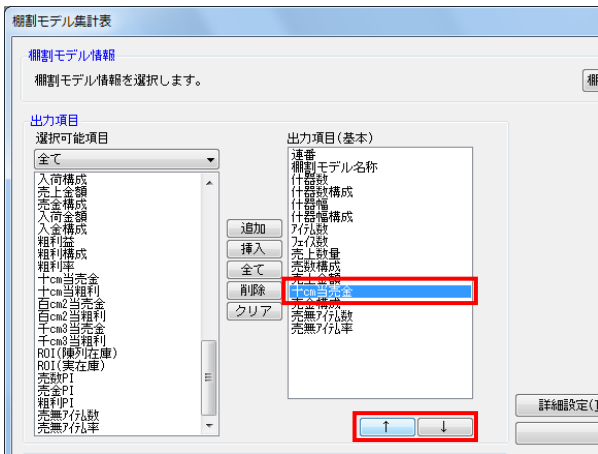 棚割モデル集計表
棚割モデル情報
棚割モデル情報を選択します。
棚
出力項目
選択可能項目
全て
入荷構成
売上金額
売金構成
入荷金額
入金構成
粗利益
粗利構成
粗利率
十cm当売金
十cm当粗利
百cm2当売金
百cm2当粗利
千cm3当売金
千cm3当粗利
ROI(陳列在庫)
ROI(実在庫)
売数PI
売金PI
粗利PI
売無アイテム数
売無アイテム率
追加
挿入
全て
削除
クリア
出力項目(基本)
連番
棚割モデル名称
什器数
什器数構成
什器幅
什器幅構成
アイテム数
フェイス数
売上数量
売数構成
売上金額
十cm当売金
売金構成
売無アイテム数
売無アイテム率
↑
↓
詳細設定(